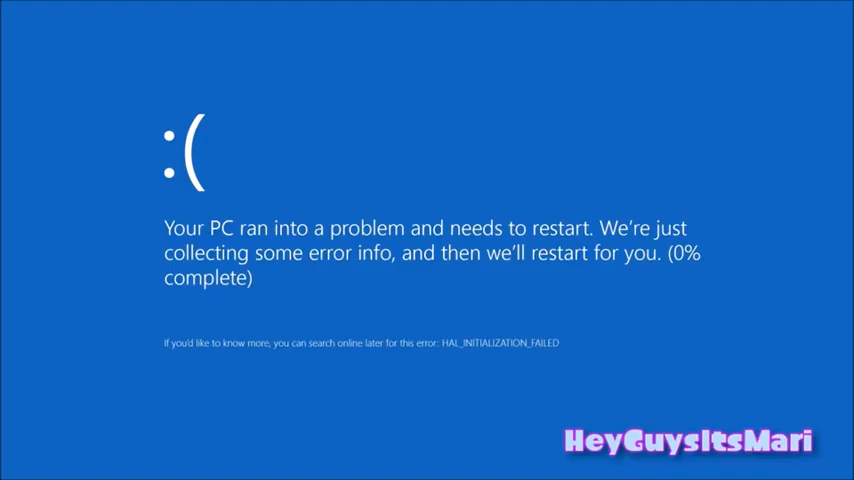 :(
Your PC ran into a problem and needs to restart. We're just
collecting some error info, and then we'll restart for you. (0%
complete)
If you'd like to know more, you can search online later for this error: HAL_INITIALIZATION_FAILED
HeyGuysItsMari